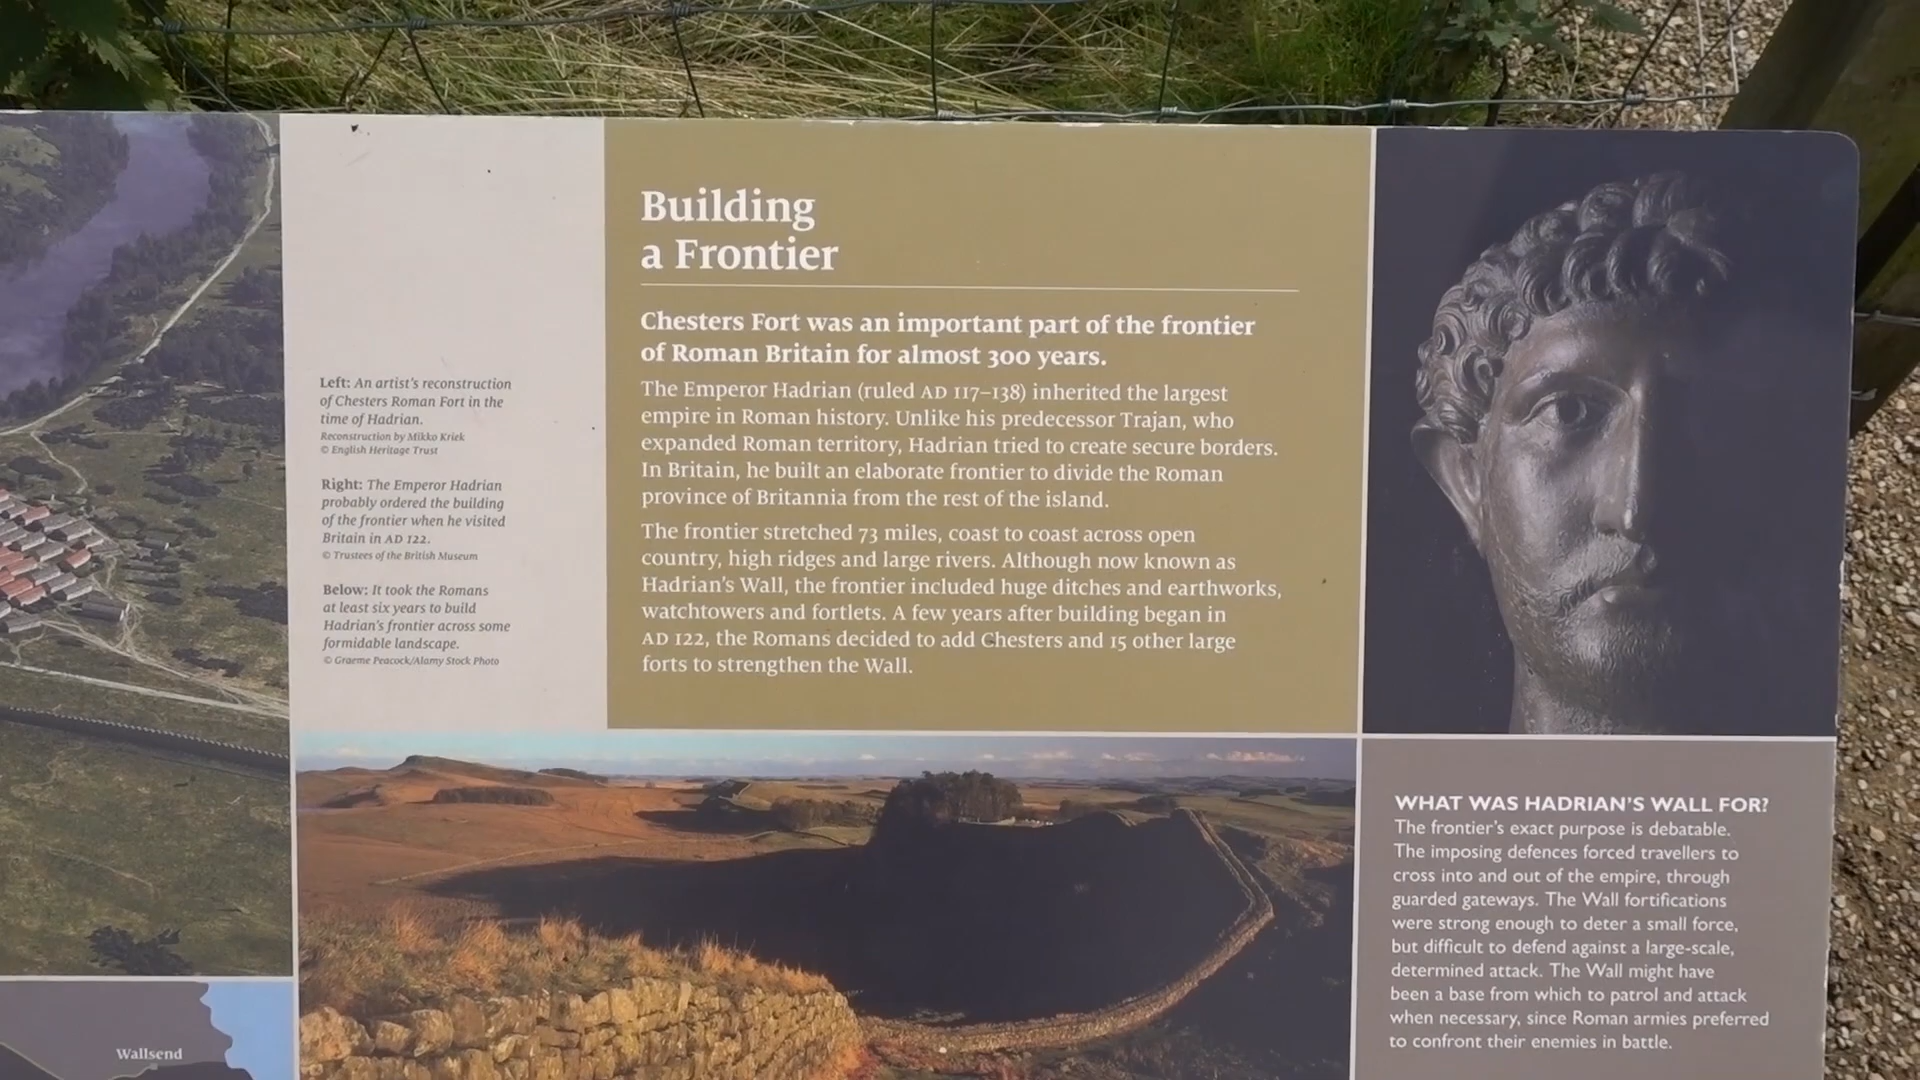 Left: An artist's reconstruction
of Chesters Roman Fort in the
time of Hadrian.
Reconstruction by Mikko Kriek
© English Heritage Trust
Right: The Emperor Hadrian
probably ordered the building
of the frontier when he visited
Britain in AD 122.
© Trustees of the British Museum
Below: It took the Romans
at least six years to build
Hadrian's frontier across some
formidable landscape.
© Graeme Peacock/Alamy Stock Photo
Building
a Frontier
Chesters Fort was an important part of the frontier
of Roman Britain for almost 300 years.
The Emperor Hadrian (ruled AD 117–138) inherited the largest
empire in Roman history. Unlike his predecessor Trajan, who
expanded Roman territory, Hadrian tried to create secure borders.
In Britain, he built an elaborate frontier to divide the Roman
province of Britannia from the rest of the island.
The frontier stretched 73 miles, coast to coast across open
country, high ridges and large rivers. Although now known as
Hadrian's Wall, the frontier included huge ditches and earthworks,
watchtowers and fortlets. A few years after building began in
AD 122, the Romans decided to add Chesters and 15 other large
forts to strengthen the Wall.
WHAT WAS HADRIAN'S WALL FOR?
The frontier's exact purpose is debatable.
The imposing defences forced travellers to
cross into and out of the empire, through
guarded gateways. The Wall fortifications
were strong enough to deter a small force,
but difficult to defend against a large-scale,
determined attack. The Wall might have
been a base from which to patrol and attack
when necessary, since Roman armies preferred
to confront their enemies in battle.
Wallsend